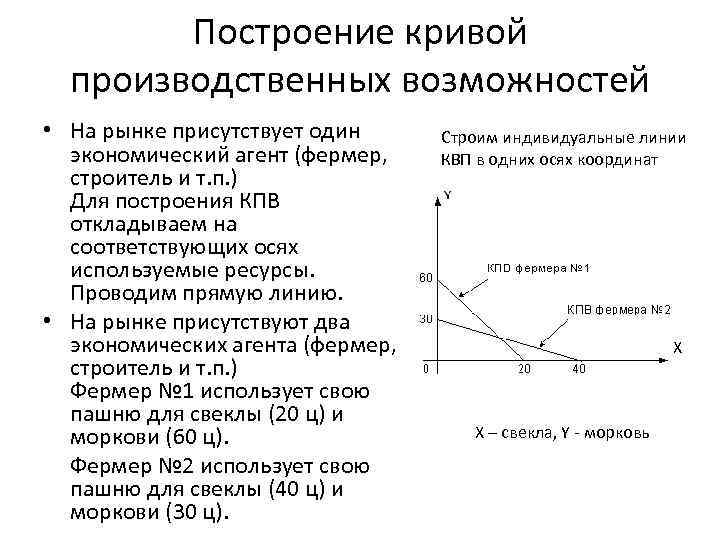 Построение кривой
производственных возможностей
• На рынке присутствует один
экономический агент (фермер,
строитель и т.п.)
Для построения КПВ
откладываем на
соответствующих осях
используемые ресурсы.
Проводим прямую линию.
• На рынке присутствуют два
экономических агента (фермер,
строитель и т.п.)
Фермер №1 использует свою
пашню для свеклы (20 ц) и
моркови (60 ц).
Фермер №2 использует свою
пашню для свеклы (40 ц) и
моркови (30 ц).
Строим индивидуальные линии
КВП в одних осях координат
Y
КПD фермера №1
60
КПВ фермера №2
30
X
0 20 40
X – свекла, Y - морковь